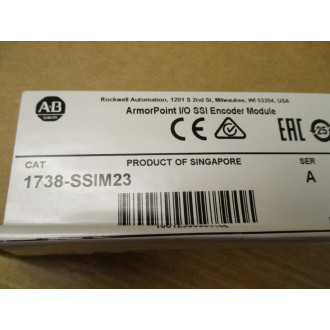 AB
Rockwell Automation, 1201 S 2nd St, Milwaukee, WI 53204, USA
ArmorPoint I/O SSI Encoder Module
CE
EAC
25
CAT
PRODUCT OF SINGAPORE
SER
1738-SSIM23
A